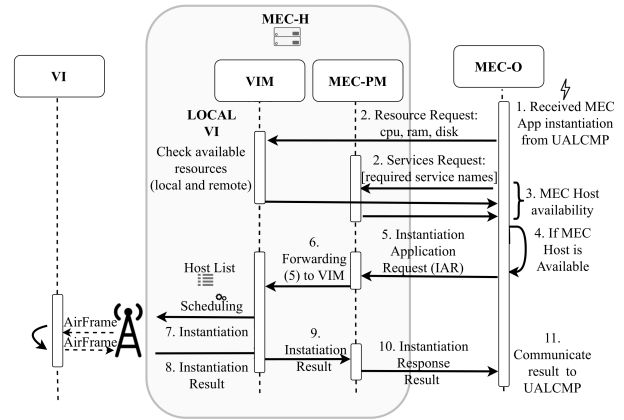 MEC-H
VI
VIM
MEC-PM
MEC-O
LOCAL
VI
Check available
resources
(local and remote)
2. Resource Request:
cpu, ram, disk
1. Received MEC
App instantiation
from UALCMP
2. Services Request:
[required service names]
3. MEC Host
availability
4. If MEC
Host is
Available
5. Instantiation
Application
Request (IAR)
6.
Forwarding
(5) to VIM
Host List
Scheduling
7. Instantiation
AirFrame
AirFrame
8. Instantiation
Result
9.
Instatiation
Result
10. Instantiation
Response
Result
11.
Communicate
result to
UALCMP